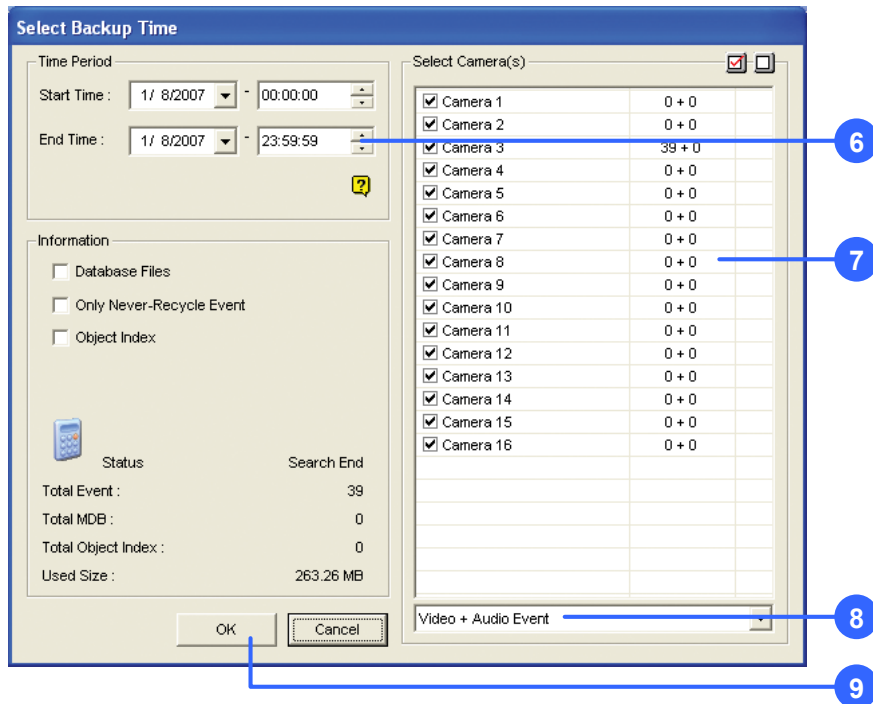 Select Backup Time
Time Period
Start Time : 1/ 8/2007 - 00:00:00
End Time : 1/ 8/2007 - 23:59:59
Information
Database Files
Only Never-Recycle Event
Object Index
Status Search End
Total Event : 39
Total MDB : 0
Total Object Index : 0
Used Size : 263.26 MB
OK Cancel
Select Camera(s)
Camera 1 0 + 0
Camera 2 0 + 0
Camera 3 39 + 0
Camera 4 0 + 0
Camera 5 0 + 0
Camera 6 0 + 0
Camera 7 0 + 0
Camera 8 0 + 0
Camera 9 0 + 0
Camera 10 0 + 0
Camera 11 0 + 0
Camera 12 0 + 0
Camera 13 0 + 0
Camera 14 0 + 0
Camera 15 0 + 0
Camera 16 0 + 0
Video + Audio Event
6
7
8
9